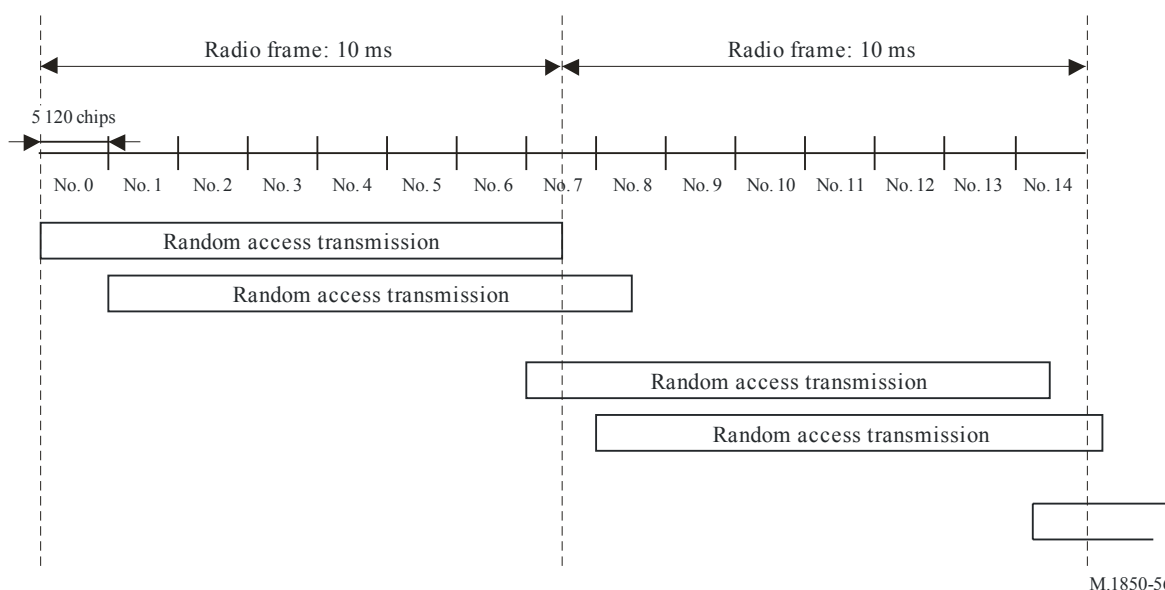 Radio frame: 10 ms Radio frame: 10 ms
5 120 chips
No. 0 No. 1 No. 2 No. 3 No. 4 No. 5 No. 6 No. 7 No. 8 No. 9 No. 10 No. 11 No. 12 No. 13 No. 14
Random access transmission
Random access transmission
Random access transmission
Random access transmission
M.1850-56